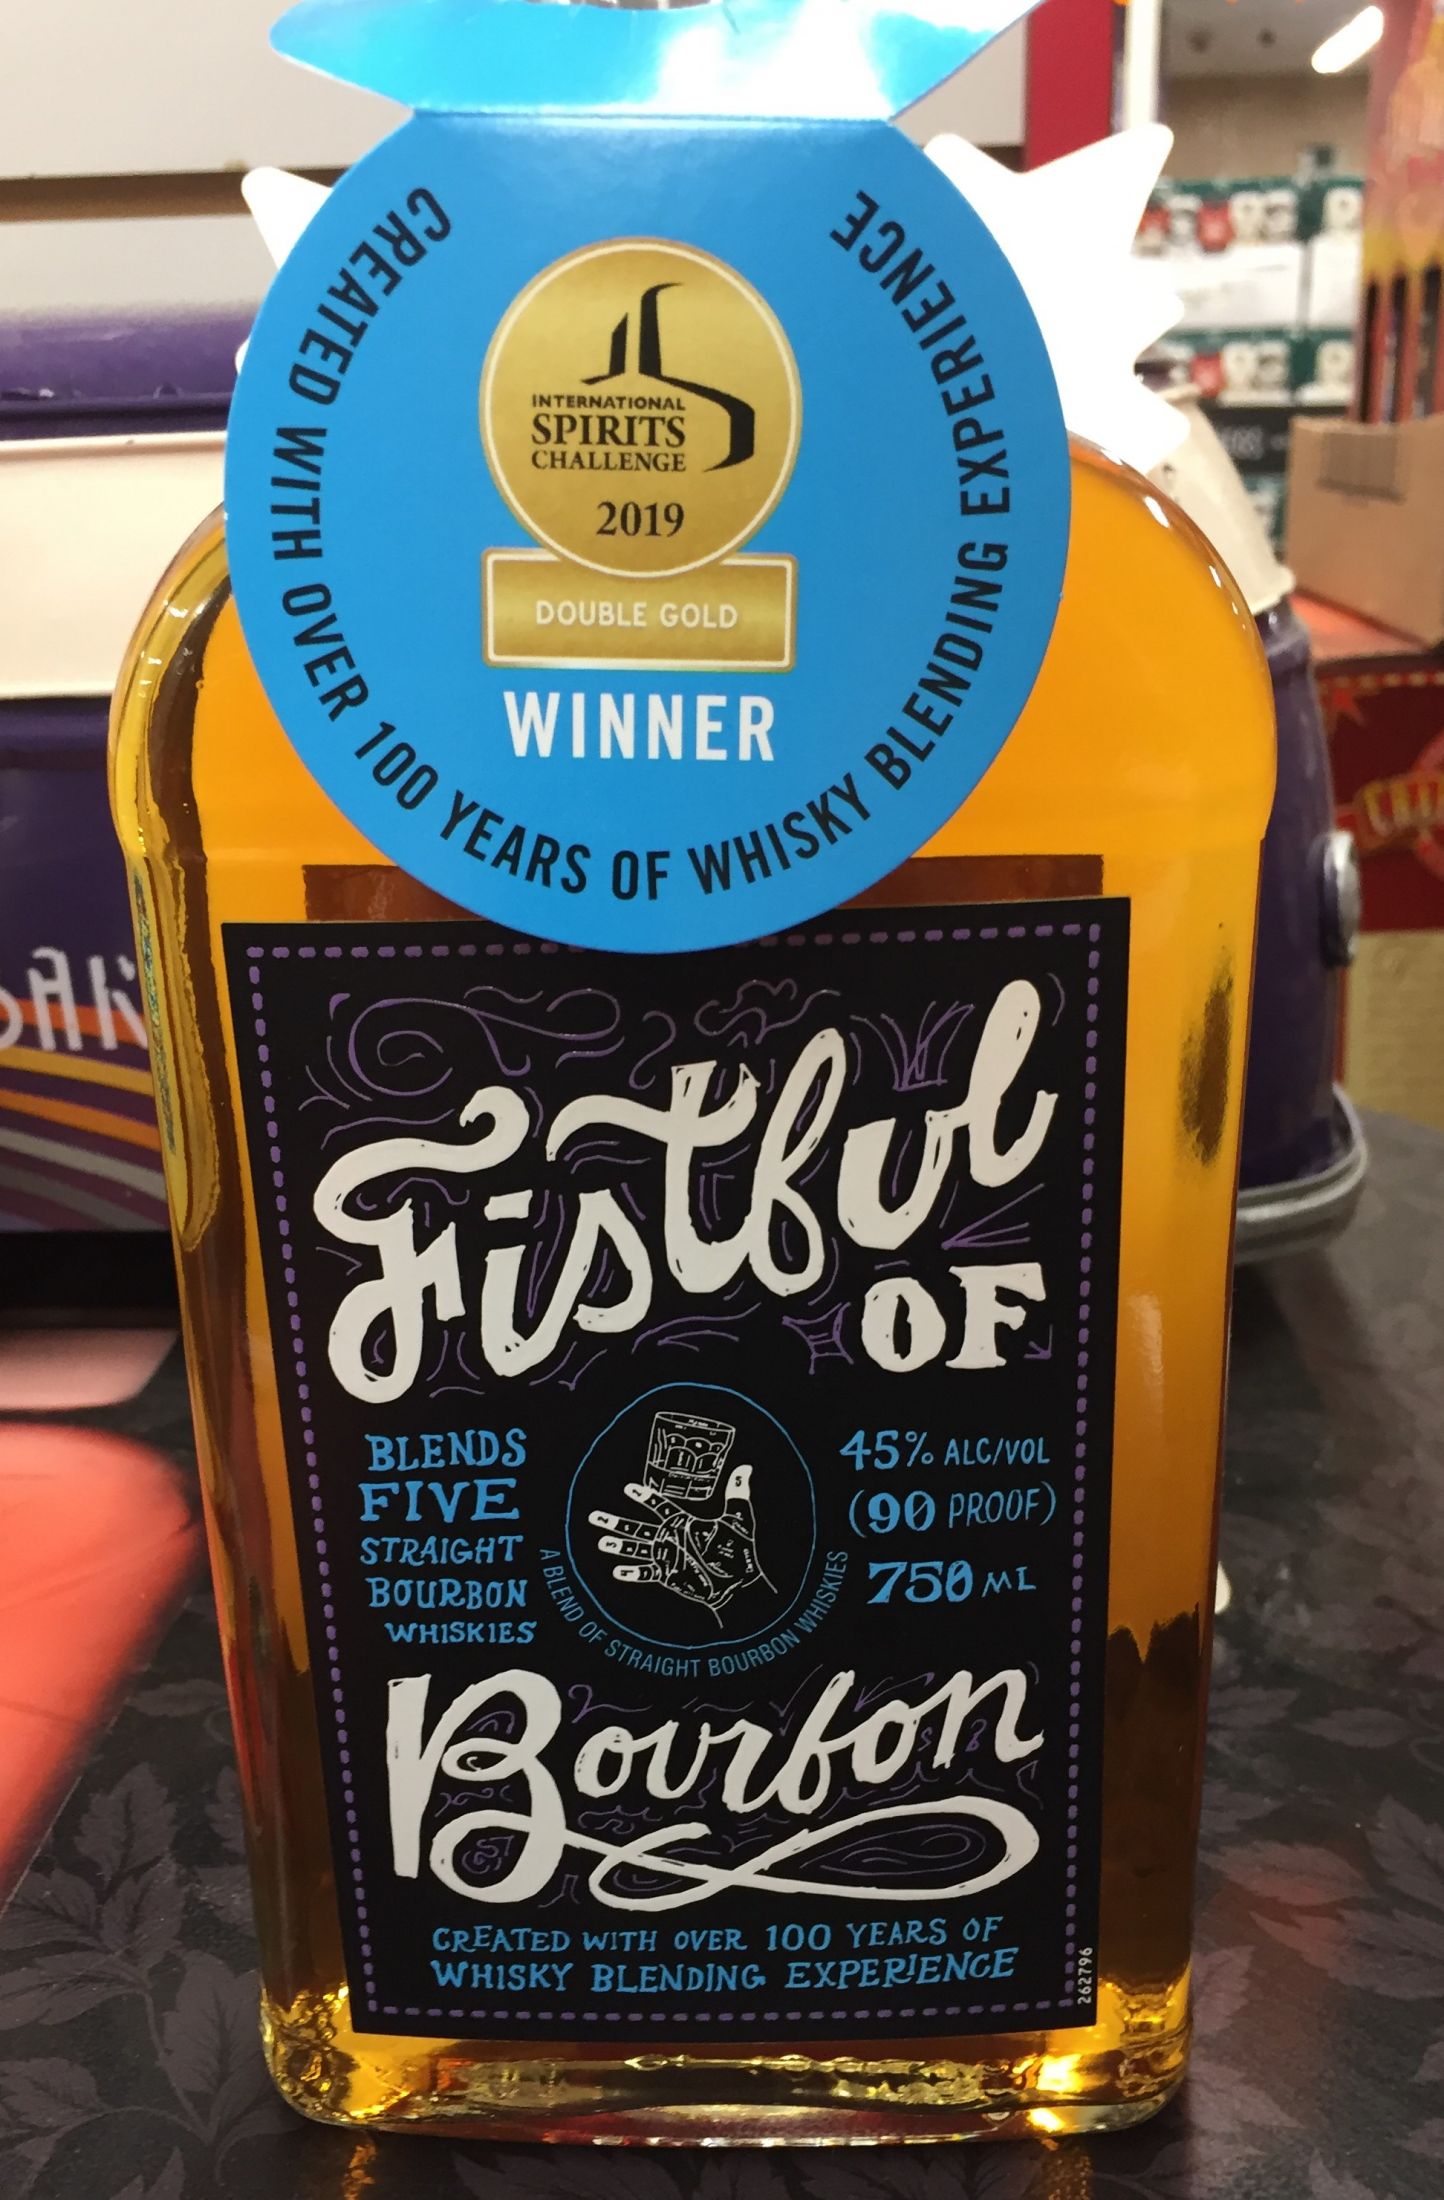 CREATED WITH OVER 100 YEARS OF WHISKY BLENDING EXPERIENCE
INTERNATIONAL
SPIRITS
CHALLENGE
2019
DOUBLE GOLD
WINNER
Fistful
OF
BLENDS
FIVE
STRAIGHT
BOURBON
WHISKIES
A BLEND OF STRAIGHT BOURBON WHISKIES
45% ALC/VOL
(90 PROOF)
750 ML
Bourbon
CREATED WITH OVER 100 YEARS OF
WHISKY BLENDING EXPERIENCE
262796